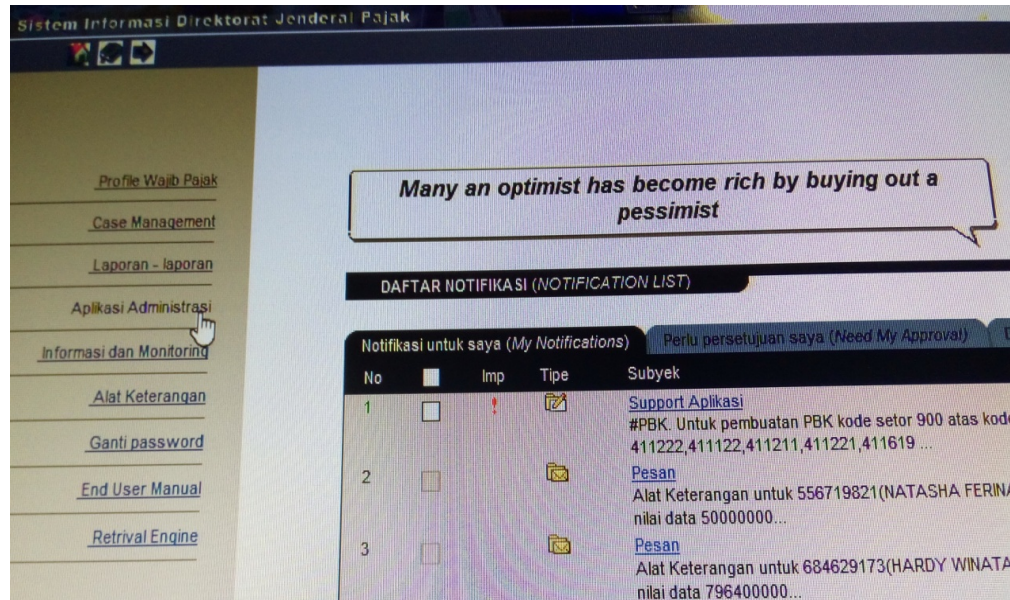 Sistem Informasi Direktorat Jenderal Pajak
Profile Wajib Pajak
Case Management
Laporan - laporan
Aplikasi Administrasi
Informasi dan Monitoring
Alat Keterangan
Ganti password
End User Manual
Retrival Engine
Many an optimist has become rich by buying out a
pessimist
DAFTAR NOTIFIKASI (NOTIFICATION LIST)
Notifikasi untuk saya (My Notifications) Perlu persetujuan saya (Need My Approval)
No Imp Tipe Subyek
1 ! Support Aplikasi
#PBK. Untuk pembuatan PBK kode setor 900 atas kode
411222,411122,411211,411221,411619 ...
2 Pesan
Alat Keterangan untuk 556719821(NATASHA FERINA
nilai data 50000000...
3 Pesan
Alat Keterangan untuk 684629173(HARDY WINATA
nilai data 796400000...